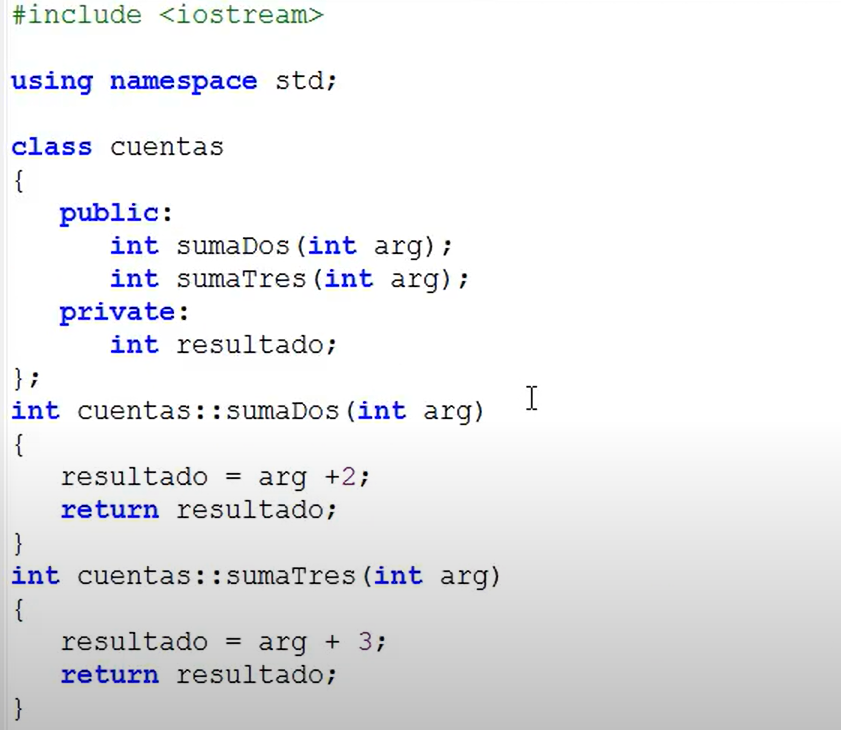 #include <iostream>
using namespace std;
class cuentas
{
public:
int sumaDos(int arg);
int sumaTres(int arg);
private:
int resultado;
};
int cuentas::sumaDos(int arg)
{
resultado = arg +2;
return resultado;
}
int cuentas::sumaTres(int arg)
{
resultado = arg + 3;
return resultado;
}